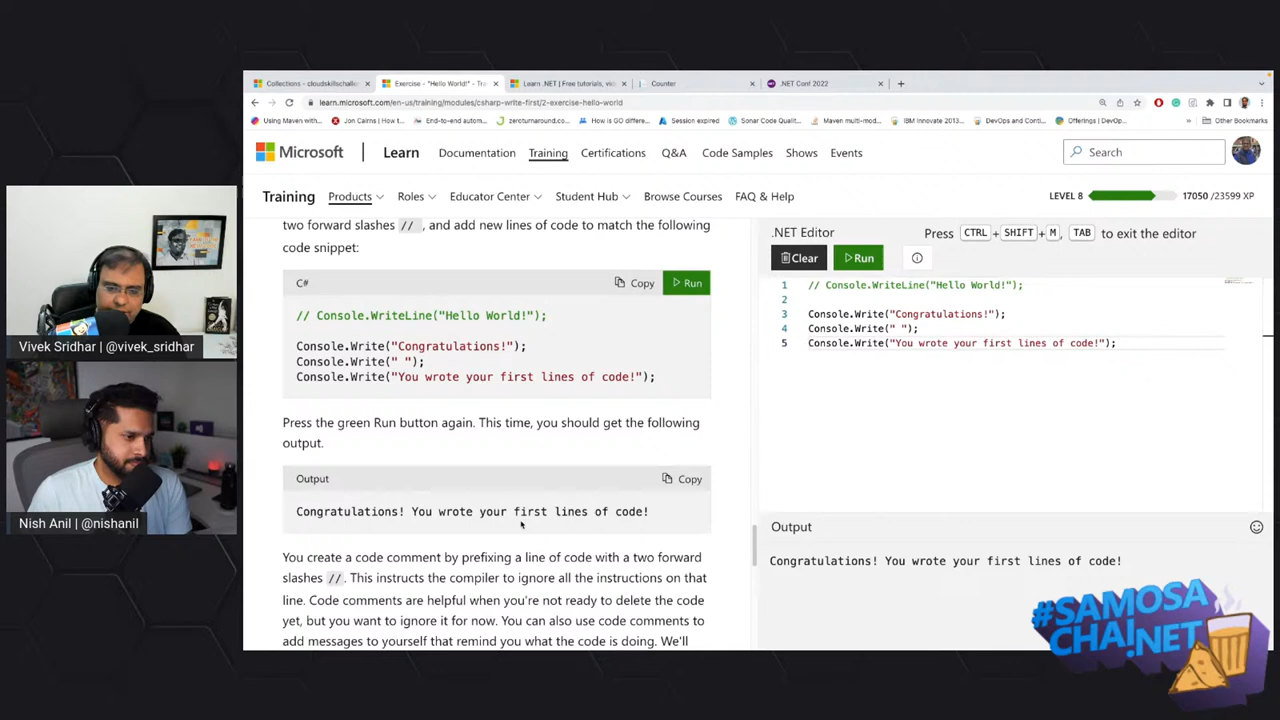 Collections - cloudskillschalle
Exercise - "Hello World!" - Tra
Learn .NET | Free tutorials, vid
Counter
.NET Conf 2022
learn.microsoft.com/en-us/training/modules/csharp-write-first/2-exercise-hello-world
Using Maven with...
Jon Cairns | How t...
End-to-end autom...
zeroturnaround.co...
How is GO differe...
Session expired
Sonar Code Qualit...
Maven multi-mod...
IBM Innovate 2013...
DevOps and Conti...
Offerings | DevOp...
»
Other Bookmarks
Microsoft
Learn
Documentation
Training
Certifications
Q&A
Code Samples
Shows
Events
Search
Training
Products
Roles
Educator Center
Student Hub
Browse Courses
FAQ & Help
LEVEL 8
17050 /23599 XP
two forward slashes // , and add new lines of code to match the following
code snippet:
C#
Copy
Run
// Console.WriteLine("Hello World!");
Console.Write("Congratulations!");
Console.Write(" ");
Console.Write("You wrote your first lines of code!");
Press the green Run button again. This time, you should get the following
output.
Output
Copy
Congratulations! You wrote your first lines of code!
You create a code comment by prefixing a line of code with a two forward
slashes //. This instructs the compiler to ignore all the instructions on that
line. Code comments are helpful when you're not ready to delete the code
yet, but you want to ignore it for now. You can also use code comments to
add messages to yourself that remind you what the code is doing. We'll
.NET Editor
Press CTRL + SHIFT + M , TAB to exit the editor
Clear
Run
1 // Console.WriteLine("Hello World!");
2
3 Console.Write("Congratulations!");
4 Console.Write(" ");
5 Console.Write("You wrote your first lines of code!");
Output
Congratulations! You wrote your first lines of code!
Vivek Sridhar | @vivek_sridhar
Nish Anil | @nishanil
#SAMOSA
CHAI.NET